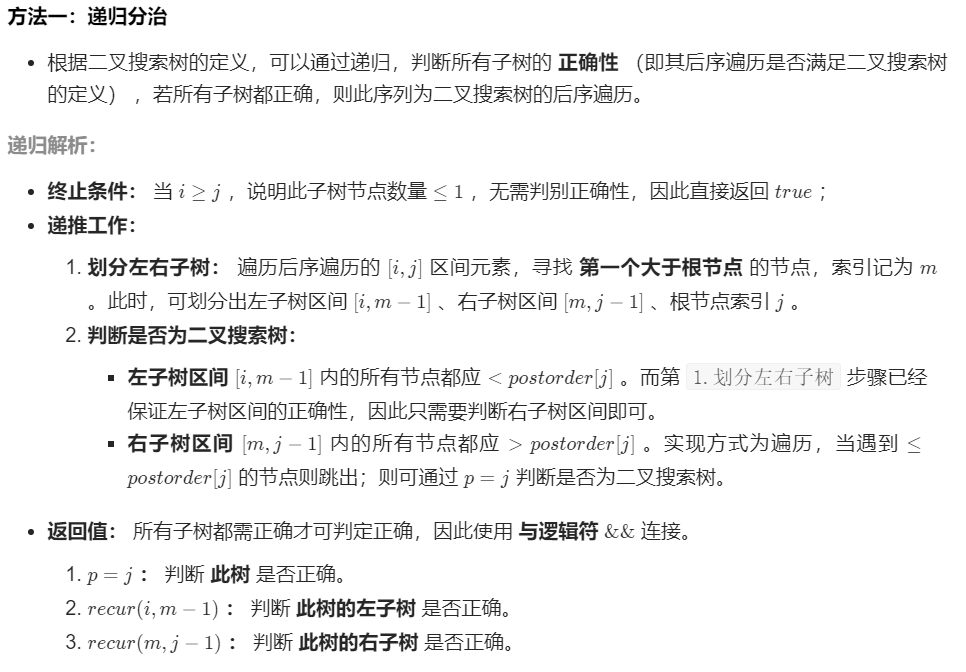 方法一：递归分治
• 根据二叉搜索树的定义，可以通过递归，判断所有子树的 正确性 （即其后序遍历是否满足二叉搜索树
的定义） ，若所有子树都正确，则此序列为二叉搜索树的后序遍历。
递归解析：
• 终止条件： 当 i ≥ j ，说明此子树节点数量 ≤ 1 ，无需判别正确性，因此直接返回 true ；
• 递推工作：
1. 划分左右子树： 遍历后序遍历的 [i, j] 区间元素，寻找 第一个大于根节点 的节点，索引记为 m
。此时，可划分出左子树区间 [i, m − 1] 、右子树区间 [m, j − 1] 、根节点索引 j 。
2. 判断是否为二叉搜索树：
▪ 左子树区间 [i, m − 1] 内的所有节点都应 < postorder[j] 。而第 1.划分左右子树 步骤已经
保证左子树区间的正确性，因此只需要判断右子树区间即可。
▪ 右子树区间 [m, j − 1] 内的所有节点都应 > postorder[j] 。实现方式为遍历，当遇到 ≤
postorder[j] 的节点则跳出；则可通过 p = j 判断是否为二叉搜索树。
• 返回值： 所有子树都需正确才可判定正确，因此使用 与逻辑符 && 连接。
1. p = j ： 判断 此树 是否正确。
2. recur(i, m − 1) ： 判断 此树的左子树 是否正确。
3. recur(m, j − 1) ： 判断 此树的右子树 是否正确。